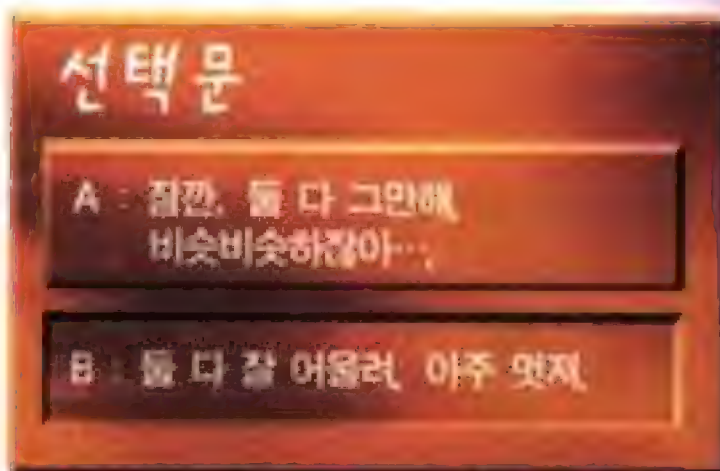 선택문
A : 잠깐, 둘 다 그만해,
비슷비슷하잖아…,
B : 둘 다 잘 어울려, 아주 멋져,